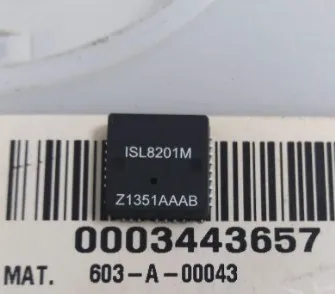 ISL8201M
Z1351AAAB
0003443657
MAT. 603-A-00043